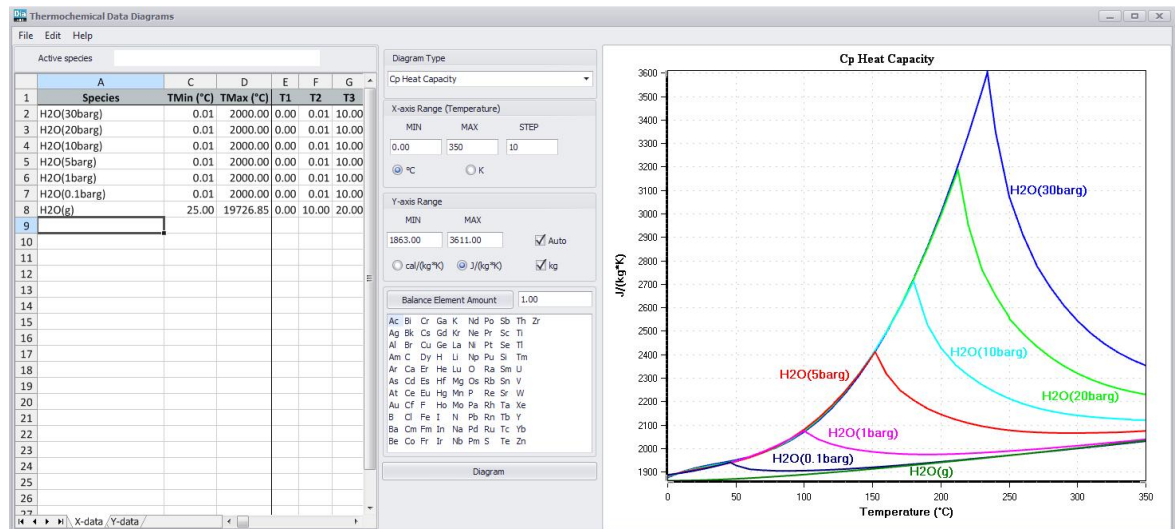 Dia
Thermochemical Data Diagrams
File Edit Help
Active species
A C D E F G
1 Species TMin (°C) TMax (°C) T1 T2 T3
2 H2O(30barg) 0.01 2000.00 0.00 0.01 10.00
3 H2O(20barg) 0.01 2000.00 0.00 0.01 10.00
4 H2O(10barg) 0.01 2000.00 0.00 0.01 10.00
5 H2O(5barg) 0.01 2000.00 0.00 0.01 10.00
6 H2O(1barg) 0.01 2000.00 0.00 0.01 10.00
7 H2O(0.1barg) 0.01 2000.00 0.00 0.01 10.00
8 H2O(g) 25.00 19726.85 0.00 10.00 20.00
9
10
11
12
13
14
15
16
17
18
19
20
21
22
23
24
25
26
27
X-data Y-data
Diagram Type
Cp Heat Capacity
X-axis Range (Temperature)
MIN MAX STEP
0.00 350 10
°C K
Y-axis Range
MIN MAX
1863.00 3611.00 Auto
cal/(kg*K) J/(kg*K) kg
Balance Element Amount 1.00
Ac Bi Cr Ga K Nd Po Sb Th Zr
Ag Bk Cs Gd Kr Ne Pr Sc Ti
Al Br Cu Ge La Ni Pt Se Tl
Am C Dy H Li Np Pu Si Tm
Ar Ca Er He Lu O Ra Sm U
As Cd Es Hf Mg Os Rb Sn V
At Ce Eu Hg Mn P Re Sr W
Au Cf F Ho Mo Pa Rh Ta Xe
B Cl Fe I N Pb Rn Tb Y
Ba Cm Fm In Na Pd Ru Tc Yb
Be Co Fr Ir Nb Pm S Te Zn
Diagram
Cp Heat Capacity
3600
3500
3400
3300
3200
3100
3000
2900
2800
2700
2600
2500
2400
2300
2200
2100
2000
1900
J/(kg*K)
H2O(30barg)
H2O(10barg)
H2O(5barg)
H2O(20barg)
H2O(1barg)
H2O(0.1barg)
H2O(g)
0 50 100 150 200 250 300 350
Temperature (°C)